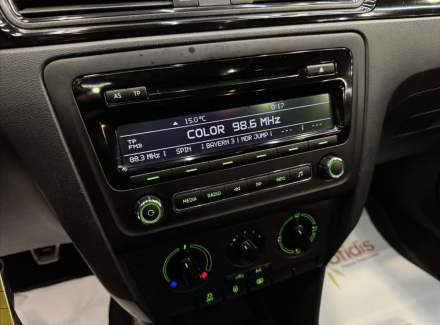 AS TP
15.0°C 0:17
COLOR 98.6 MHz
TP
FM3
88.3 MHz SPIN BAYERN 3 MDR JUMP --- ---
MEDIA RADIO INFO
A/C